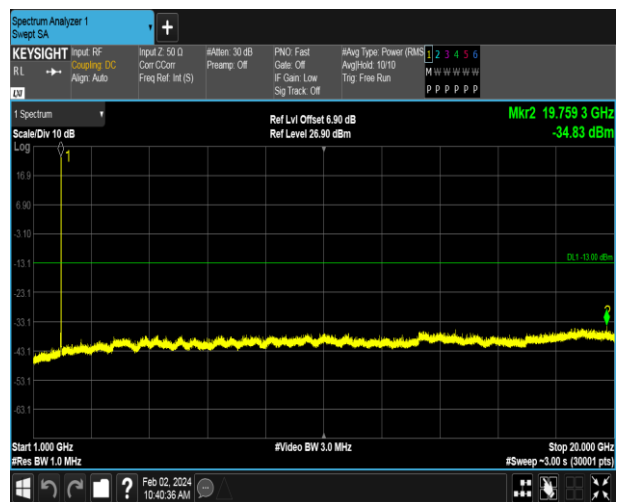 Spectrum Analyzer 1
Swept SA
KEYSIGHT Input: RF Input Z: 50 Ω #Atten: 30 dB PNO: Fast #Avg Type: Power (RMS 1 2 3 4 5 6
RL Coupling: DC Corr CCorr Preamp: Off Gate: Off Avg|Hold: 10/10 M W W W W W
Align: Auto Freq Ref: Int (S) IF Gain: Low Trig: Free Run
Sig Track: Off P P P P P P
LXI
1 Spectrum Ref Lvl Offset 6.90 dB Mkr2 19.759 3 GHz
Scale/Div 10 dB Ref Level 26.90 dBm -34.83 dBm
Log 1
16.9
6.90
-3.10
DL1 -13.00 dBm
-13.1
-23.1
2
-33.1
-43.1
-53.1
-63.1
Start 1.000 GHz #Video BW 3.0 MHz Stop 20.000 GHz
#Res BW 1.0 MHz #Sweep ~3.00 s (30001 pts)
? Feb 02, 2024
10:40:36 AM